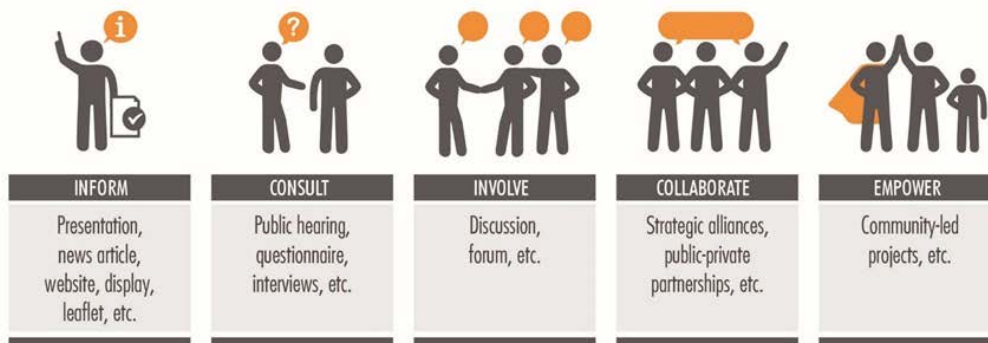 i
?
INFORM
Presentation,
news article,
website, display,
leaflet, etc.
CONSULT
Public hearing,
questionnaire,
interviews, etc.
INVOLVE
Discussion,
forum, etc.
COLLABORATE
Strategic alliances,
public-private
partnerships, etc.
EMPOWER
Community-led
projects, etc.